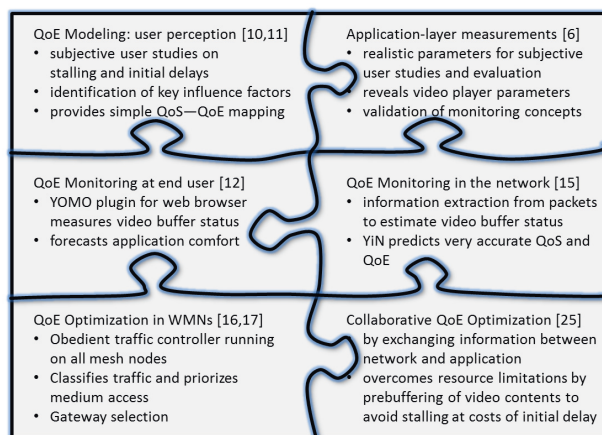 QoE Modeling: user perception [10,11]
• subjective user studies on
stalling and initial delays
• identification of key influence factors
• provides simple QoS—QoE mapping
Application-layer measurements [6]
• realistic parameters for subjective
user studies and evaluation
• reveals video player parameters
• validation of monitoring concepts
QoE Monitoring at end user [12]
• YOMO plugin for web browser
measures video buffer status
• forecasts application comfort
QoE Monitoring in the network [15]
• information extraction from packets
to estimate video buffer status
• YiN predicts very accurate QoS and
QoE
QoE Optimization in WMNs [16,17]
• Obedient traffic controller running
on all mesh nodes
• Classifies traffic and priorizes
medium access
• Gateway selection
Collaborative QoE Optimization [25]
• by exchanging information between
network and application
• overcomes resource limitations by
prebuffering of video contents to
avoid stalling at costs of initial delay